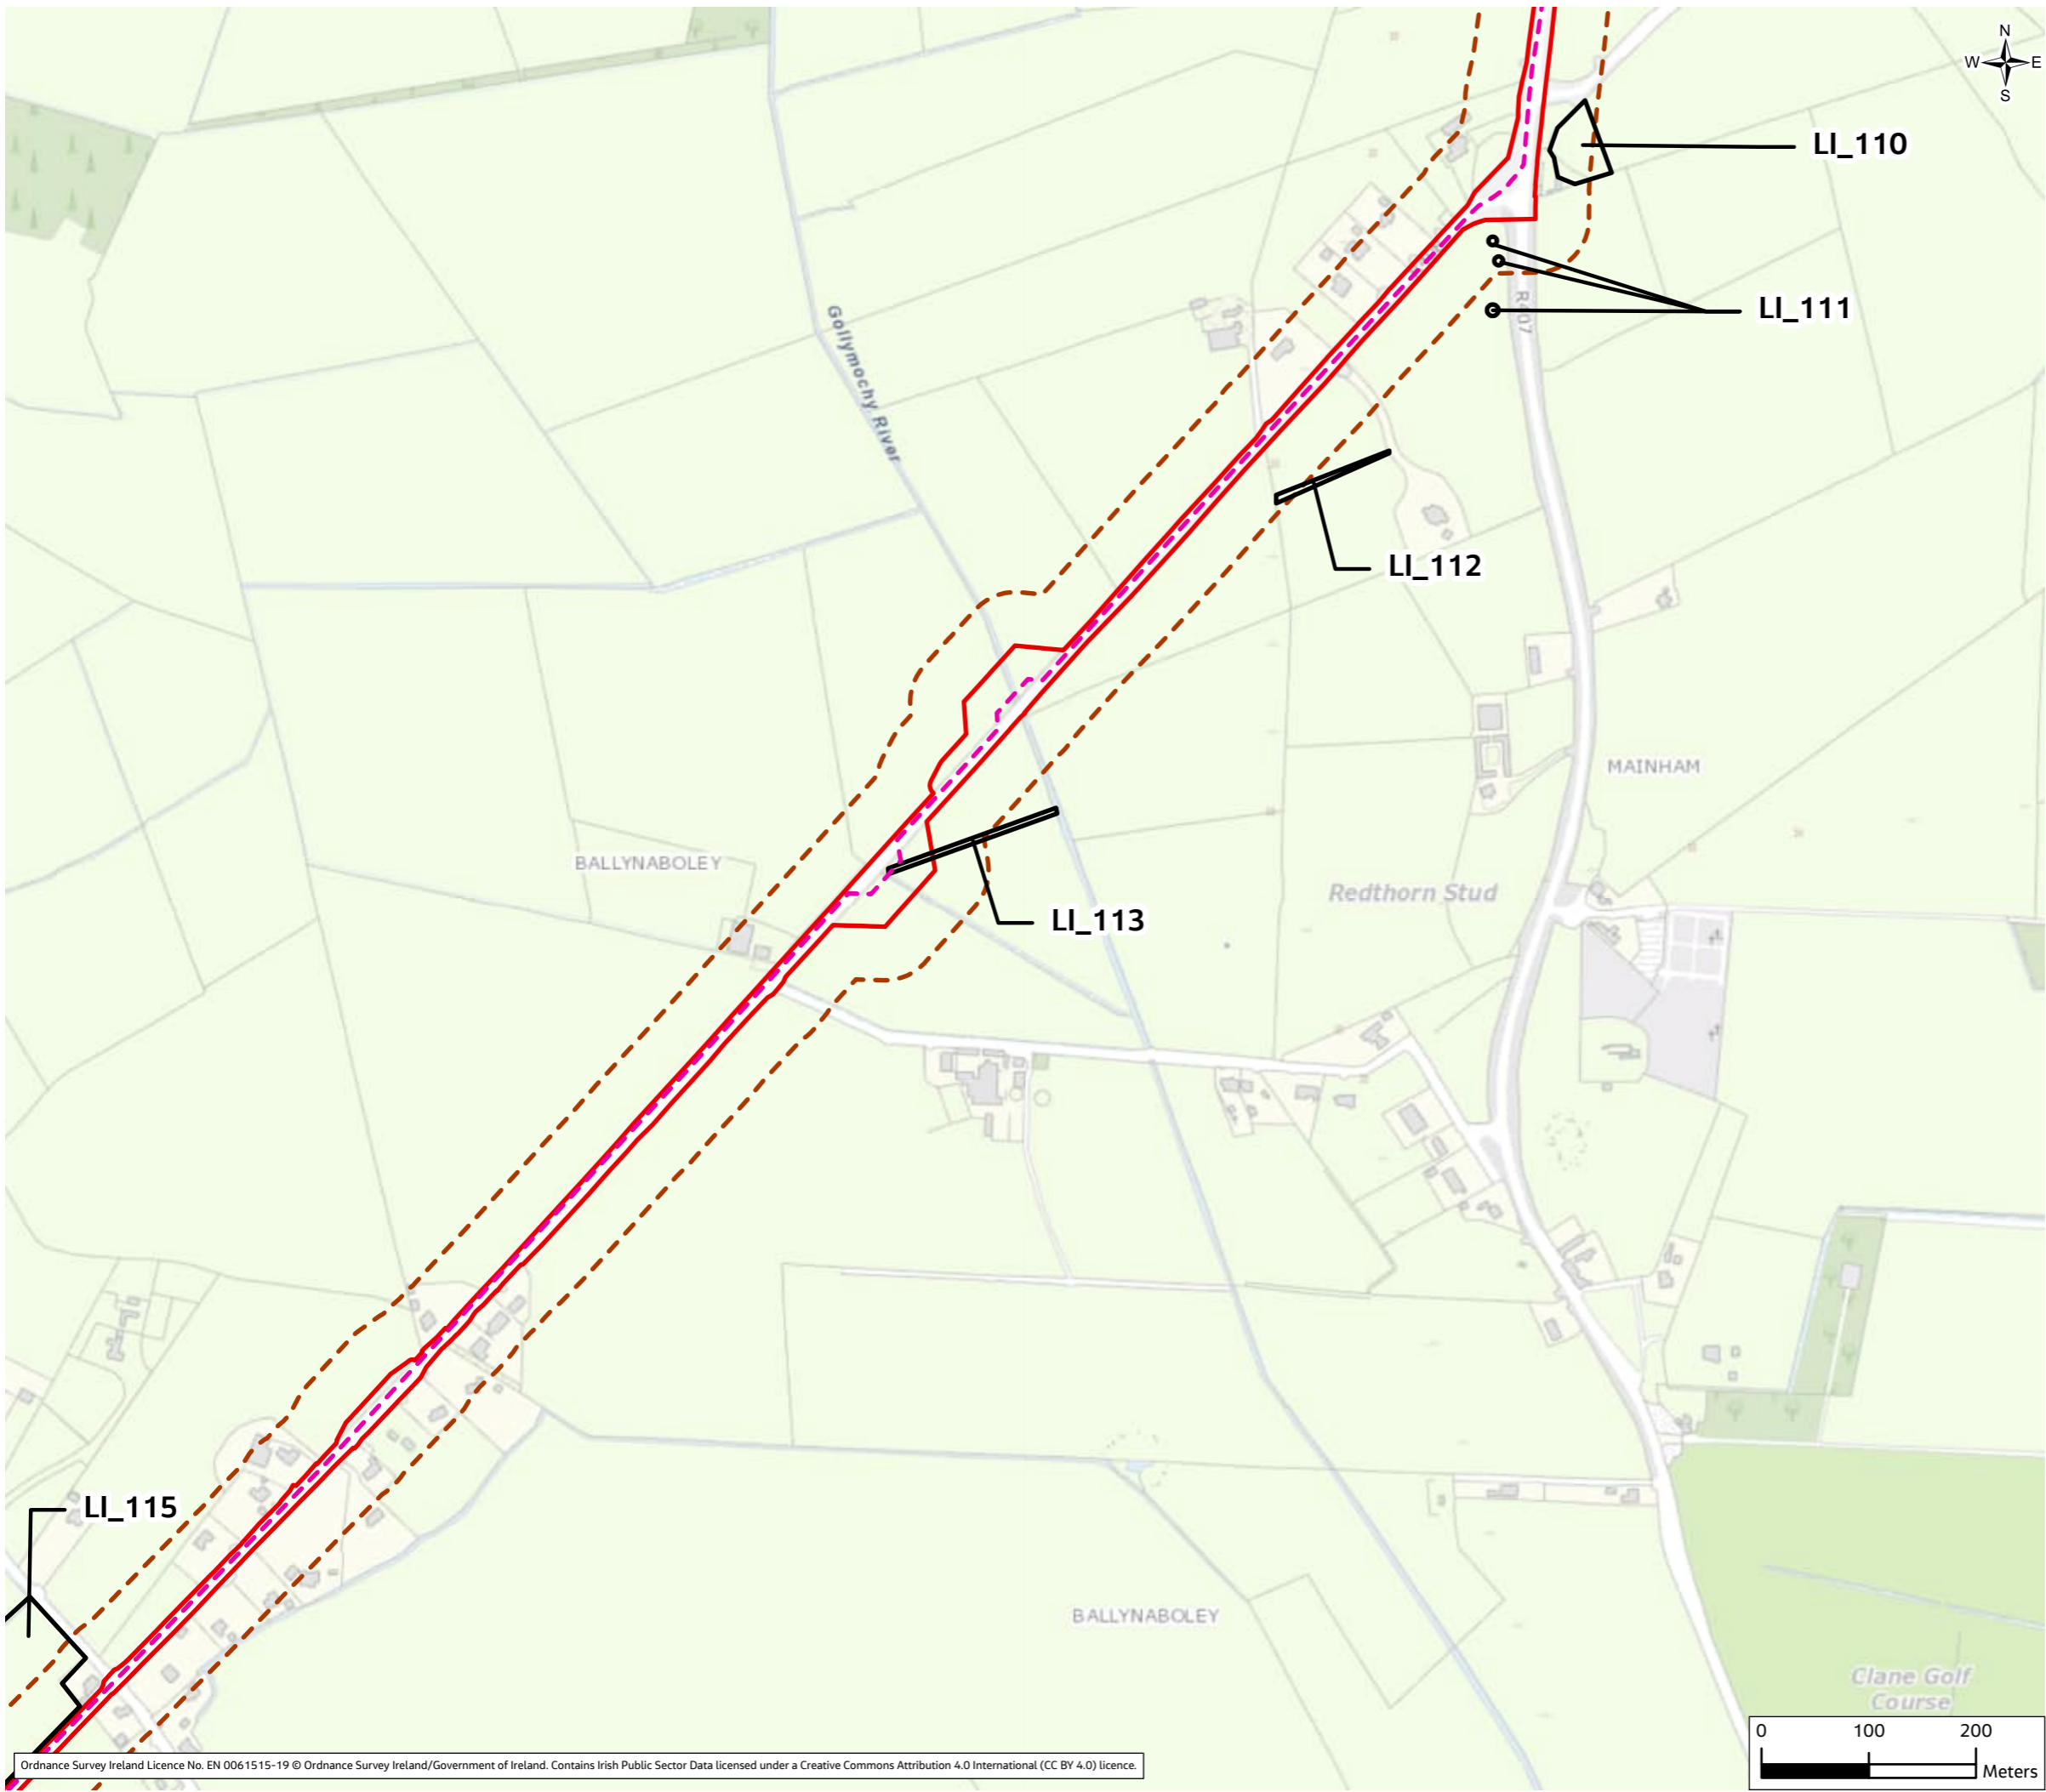 N
W E
S
LI_110
R407
LI_111
Gollymochy River
LI_112
MAINHAM
BALLYNABOLEY
Redthorn Stud
LI_113
LI_115
BALLYNABOLEY
Clane Golf
Course
0 100 200
Meters
Ordnance Survey Ireland Licence No. EN 0061515-19 © Ordnance Survey Ireland/Government of Ireland. Contains Irish Public Sector Data licensed under a Creative Commons Attribution 4.0 International (CC BY 4.0) licence.